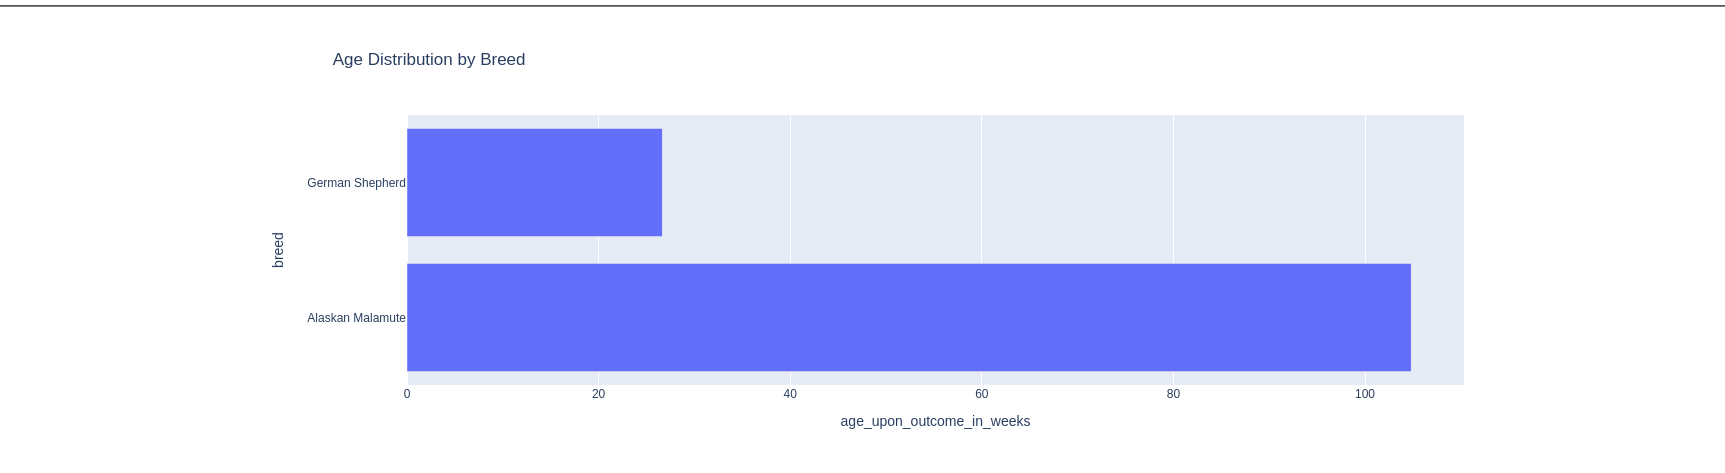 Age Distribution by Breed
German Shepherd
breed
Alaskan Malamute
0 20 40 60 80 100
age_upon_outcome_in_weeks